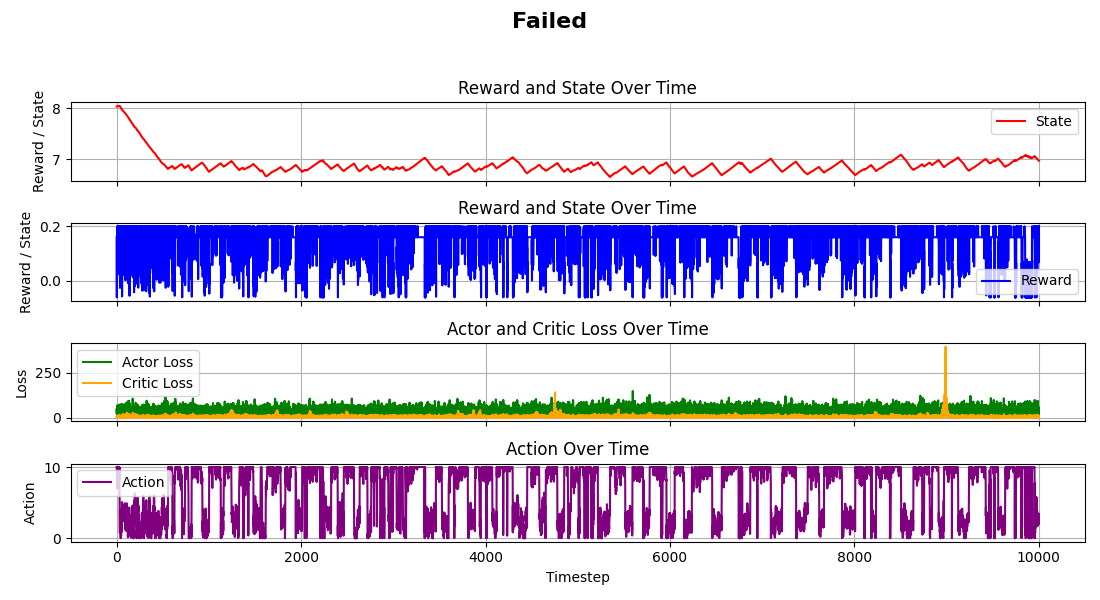 Failed
Reward and State Over Time
Reward / State
8
7
State
Reward and State Over Time
Reward / State
0.2
0.0
Reward
Actor and Critic Loss Over Time
Loss
250
0
Actor Loss
Critic Loss
Action Over Time
Action
10
0
Action
0 2000 4000 6000 8000 10000
Timestep